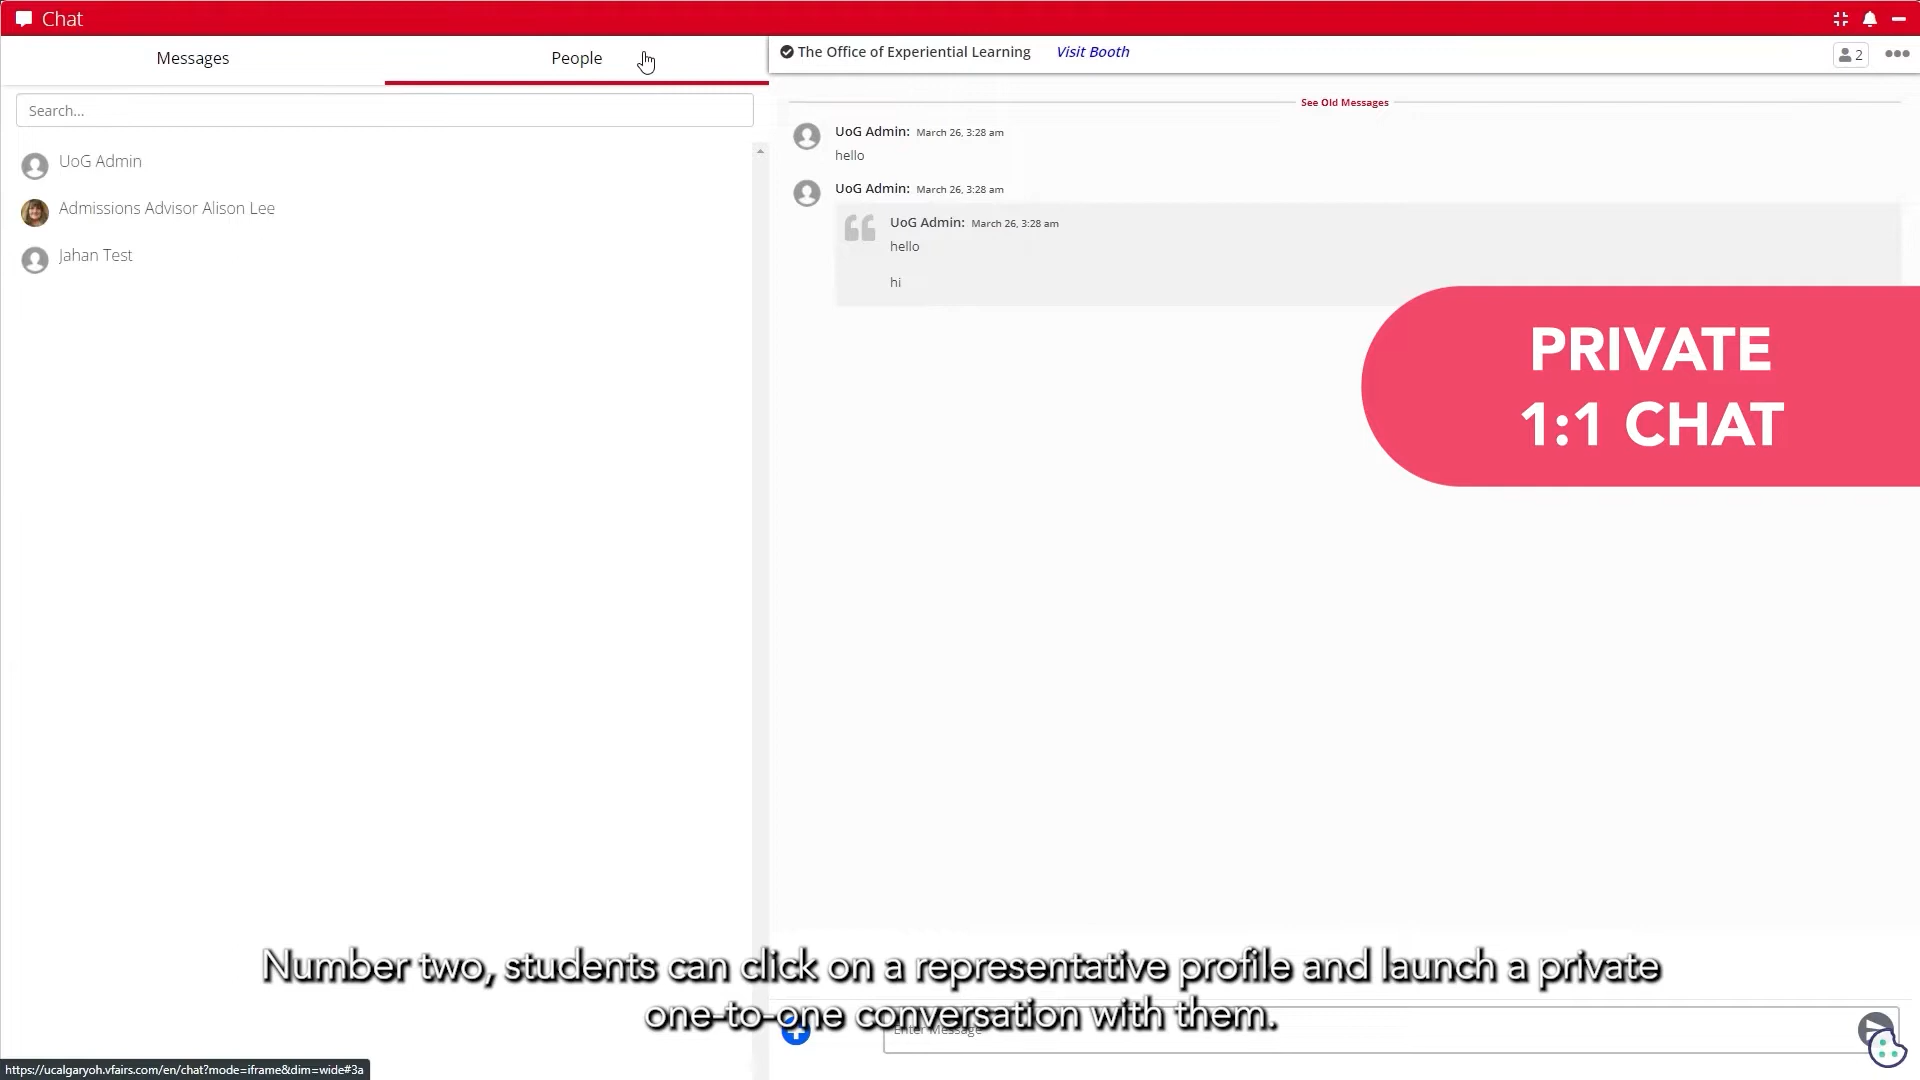 Chat
Messages
People
Search...
UoG Admin
Admissions Advisor Alison Lee
Jahan Test
The Office of Experiential Learning Visit Booth
2
See Old Messages
UoG Admin: March 26, 3:28 am
hello
UoG Admin: March 26, 3:28 am
UoG Admin: March 26, 3:28 am
hello
hi
PRIVATE
1:1 CHAT
Number two, students can click on a representative profile and launch a private
one-to-one conversation with them.
Enter Message
https://ucalgaryoh.vfairs.com/en/chat?mode=iframe&dim=wide#3a